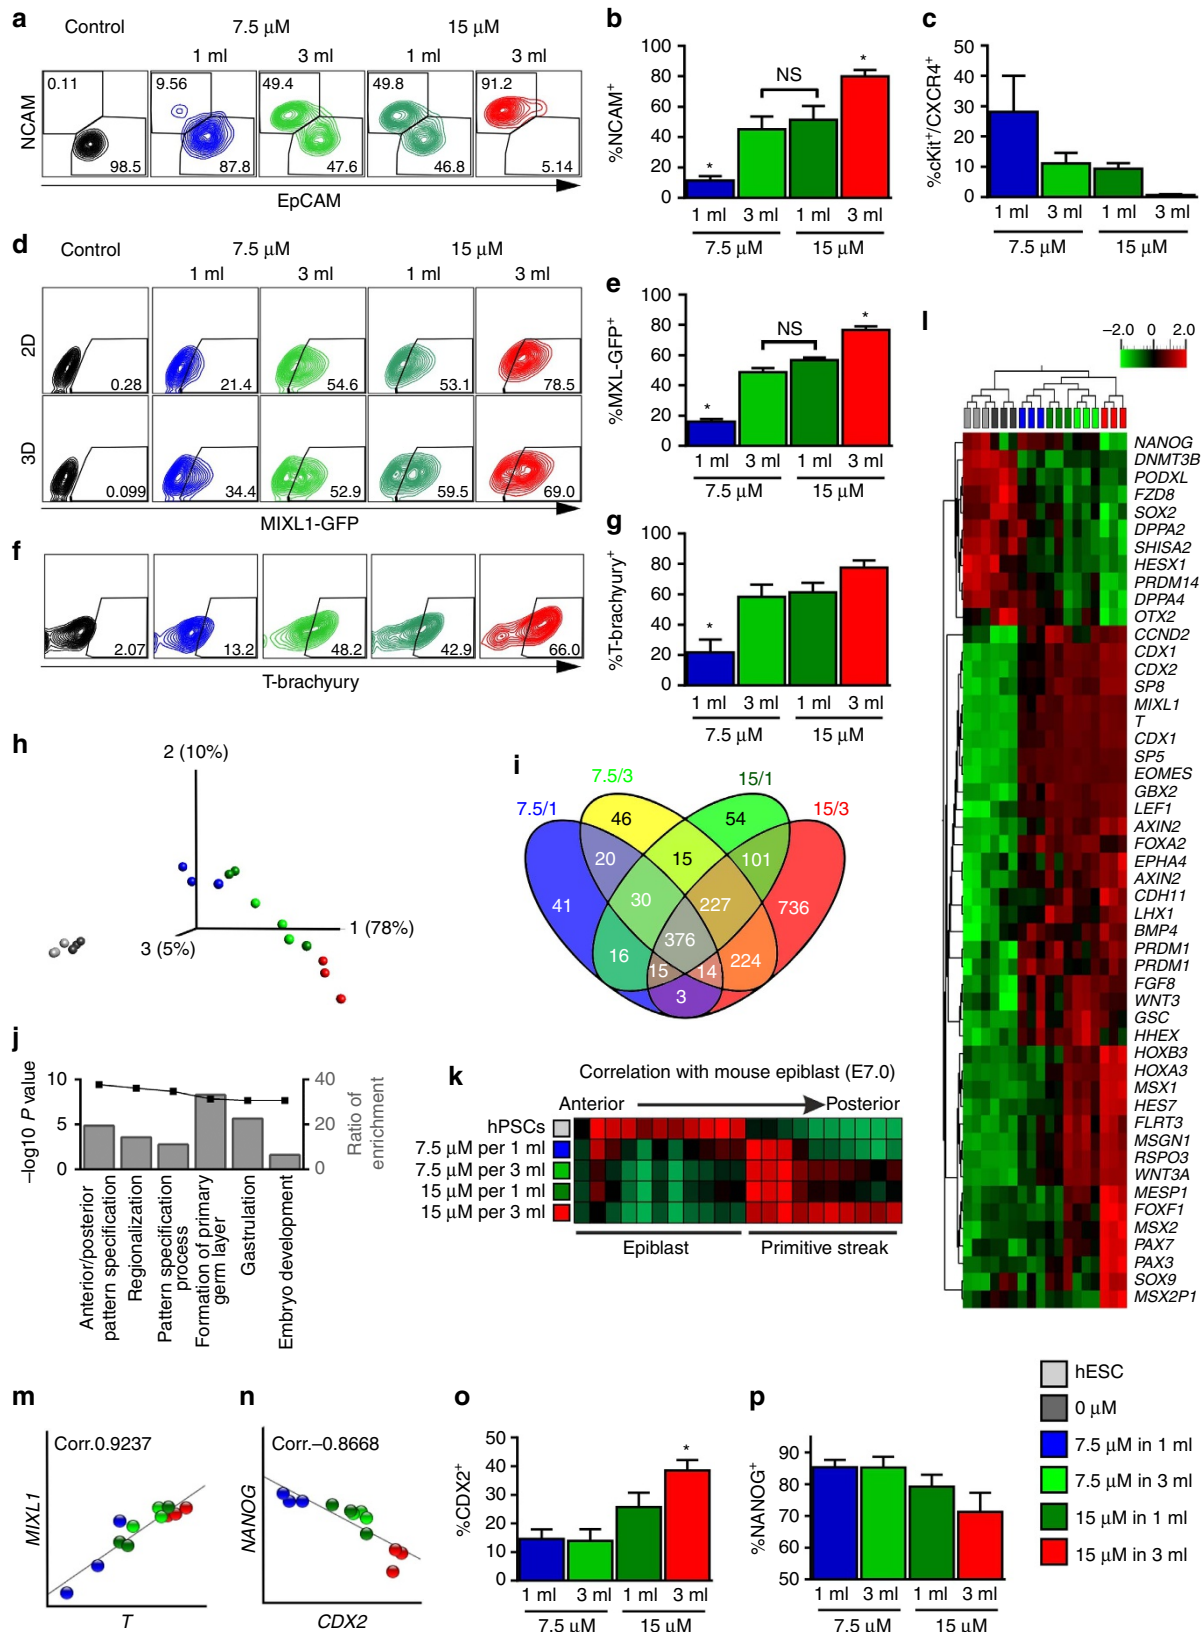 a
Control
7.5 μM
15 μM
1 ml
3 ml
1 ml
3 ml
NCAM
0.11
9.56
49.4
49.8
91.2
98.5
87.8
47.6
46.8
5.14
EpCAM
b
%NCAM+
100
80
60
40
20
0
NS
*
*
1 ml
3 ml
1 ml
3 ml
7.5 μM
15 μM
c
%cKit+/CXCR4+
50
40
30
20
10
0
1 ml
3 ml
1 ml
3 ml
7.5 μM
15 μM
d
Control
7.5 μM
15 μM
1 ml
3 ml
1 ml
3 ml
2D
0.28
21.4
54.6
53.1
78.5
3D
0.099
34.4
52.9
59.5
69.0
MIXL1-GFP
e
%MXL-GFP+
100
80
60
40
20
0
NS
*
*
1 ml
3 ml
1 ml
3 ml
7.5 μM
15 μM
f
2.07
13.2
48.2
42.9
66.0
T-brachyury
g
%T-brachyury+
100
80
60
40
20
0
*
1 ml
3 ml
1 ml
3 ml
7.5 μM
15 μM
h
2 (10%)
1 (78%)
3 (5%)
i
7.5/1
7.5/3
15/1
15/3
46
54
20
15
101
41
30
227
736
376
16
224
15
14
3
j
–log10 P value
10
5
0
40
20
0
Ratio of
enrichment
Anterior/posterior
pattern specification
Regionalization
Pattern specification
process
Formation of primary
germ layer
Gastrulation
Embryo development
k
Correlation with mouse epiblast (E7.0)
Anterior
Posterior
hPSCs
7.5 μM per 1 ml
7.5 μM per 3 ml
15 μM per 1 ml
15 μM per 3 ml
Epiblast
Primitive streak
l
–2.0
0.0
2.0
NANOG
DNMT3B
PODXL
FZD8
SOX2
DPPA2
SHISA2
HESX1
PRDM14
DPPA4
OTX2
CCND2
CDX1
CDX2
SP8
MIXL1
T
CDX1
SP5
EOMES
GBX2
LEF1
AXIN2
FOXA2
EPHA4
AXIN2
CDH11
LHX1
BMP4
PRDM1
PRDM1
FGF8
WNT3
GSC
HHEX
HOXB3
HOXA3
MSX1
HES7
FLRT3
MSGN1
RSPO3
WNT3A
MESP1
FOXF1
MSX2
PAX7
PAX3
SOX9
MSX2P1
m
Corr.0.9237
MIXL1
T
n
Corr.–0.8668
NANOG
CDX2
o
%CDX2+
50
40
30
20
10
0
*
1 ml
3 ml
1 ml
3 ml
7.5 μM
15 μM
p
%NANOG+
90
80
70
60
50
1 ml
3 ml
1 ml
3 ml
7.5 μM
15 μM
hESC
0 μM
7.5 μM in 1 ml
7.5 μM in 3 ml
15 μM in 1 ml
15 μM in 3 ml